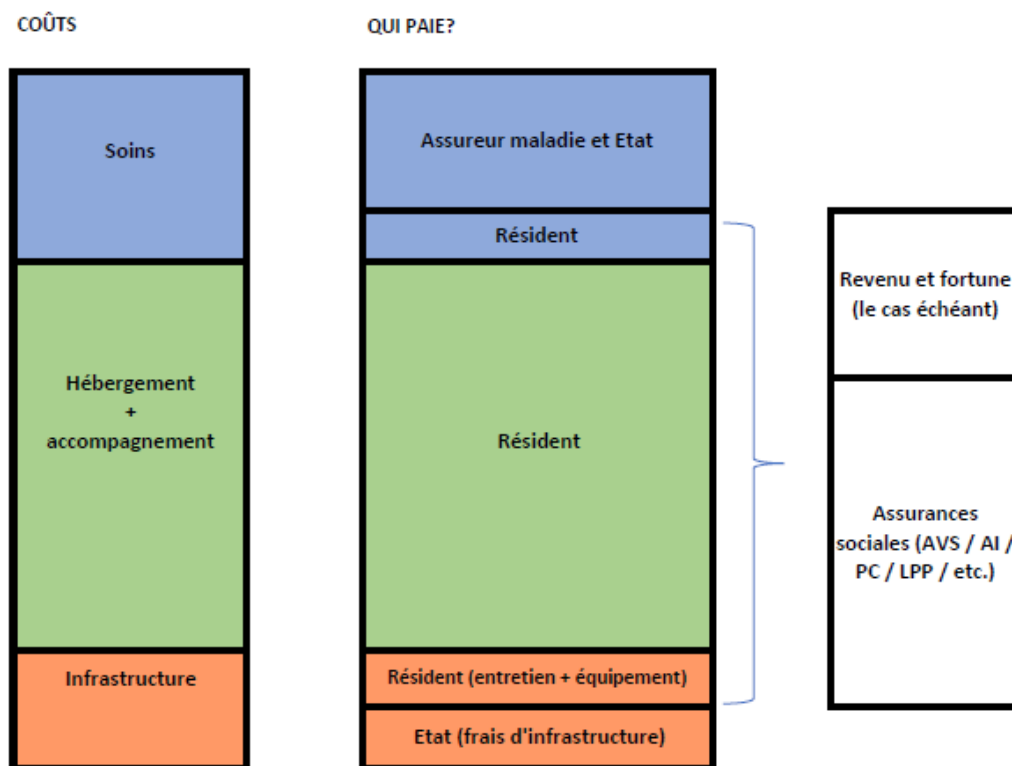 COÛTS
QUI PAIE?
Soins
Assureur maladie et Etat
Résident
Revenu et fortune
(le cas échéant)
Hébergement
+
accompagnement
Résident
Assurances
sociales (AVS / AI /
PC / LPP / etc.)
Infrastructure
Résident (entretien + équipement)
Etat (frais d'infrastructure)